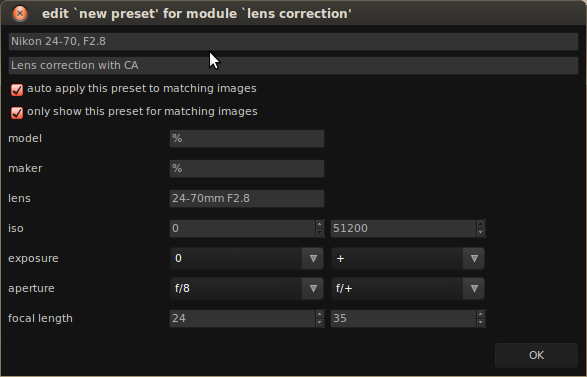 edit `new preset' for module `lens correction'
Nikon 24-70, F2.8
Lens correction with CA
auto apply this preset to matching images
only show this preset for matching images
model %
maker %
lens 24-70mm F2.8
iso 0 51200
exposure 0 +
aperture f/8 f/+
focal length 24 35
OK